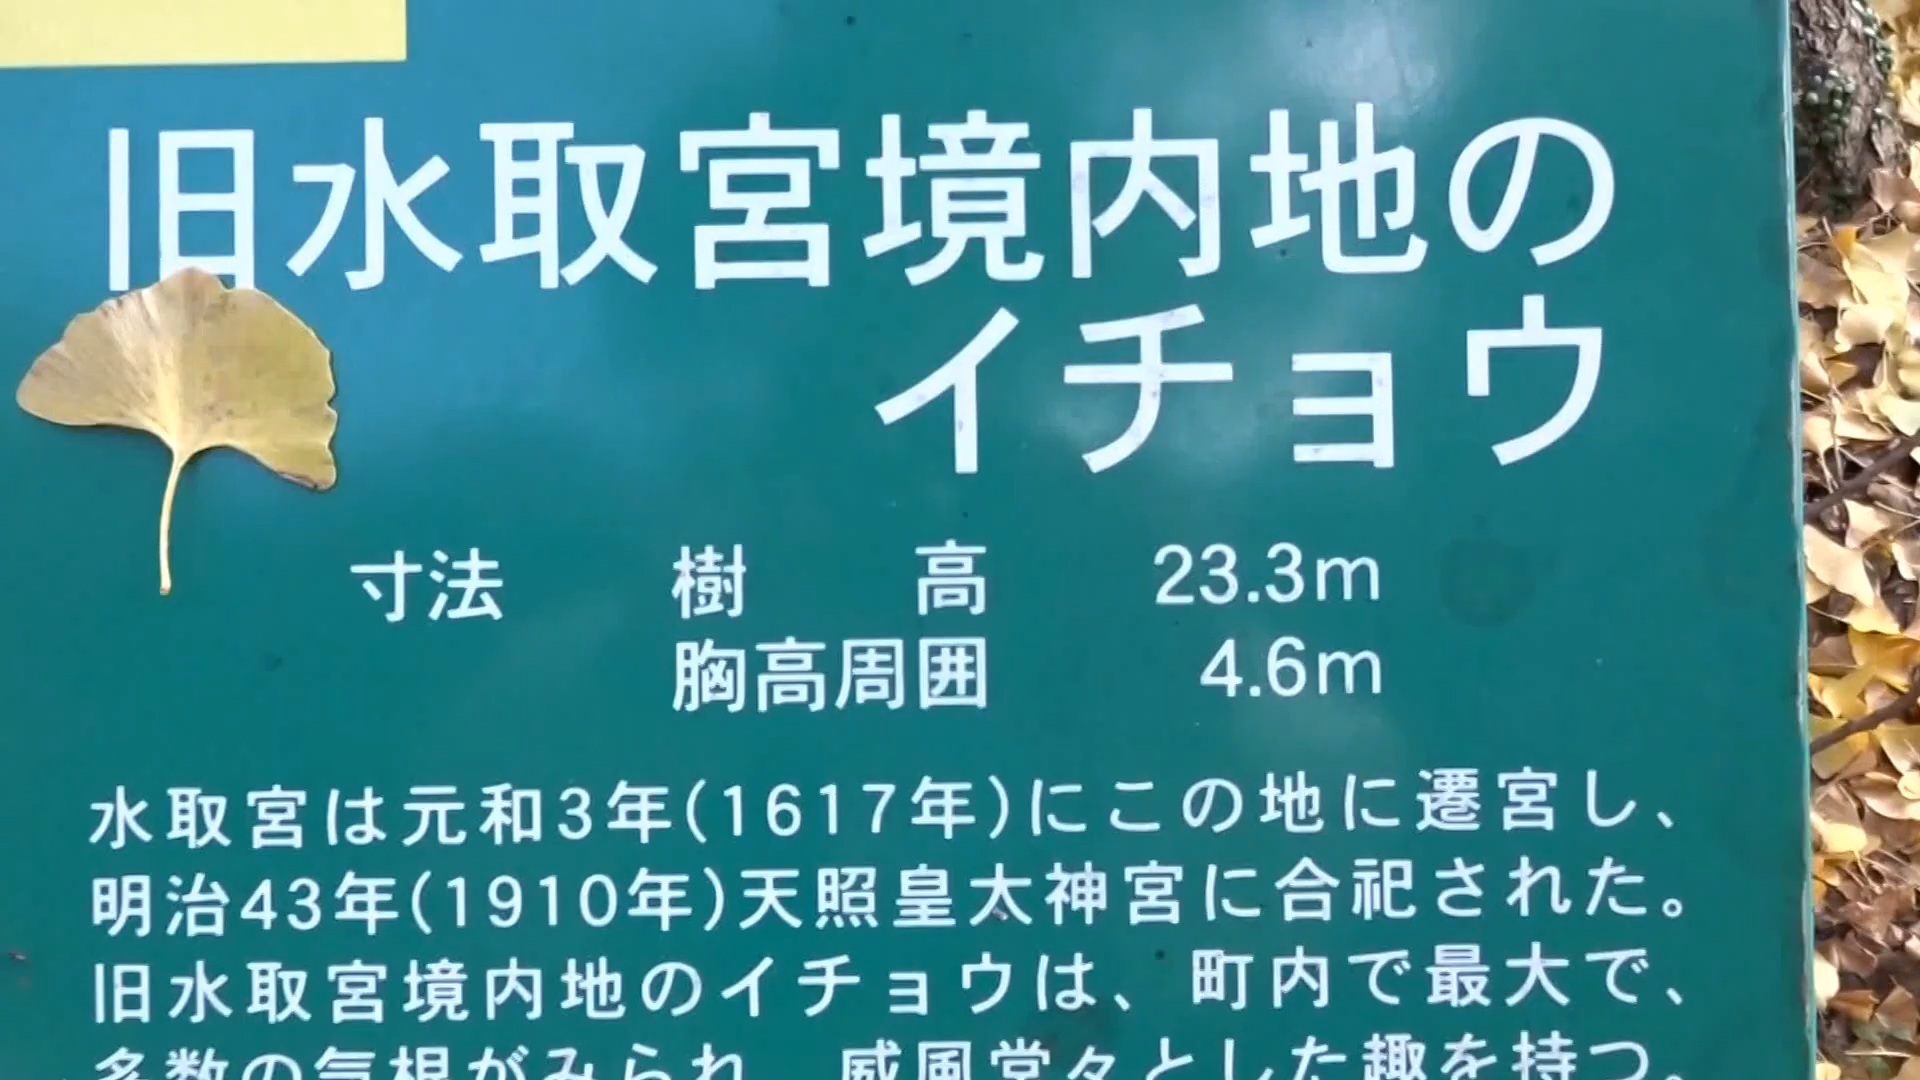 旧水取宮境内地の
イチョウ
寸法 樹高 23.3m
胸高周囲 4.6m
水取宮は元和3年(1617年)にこの地に遷宮し、
明治43年(1910年)天照皇太神宮に合祀された。
旧水取宮境内地のイチョウは、町内で最大で、
多数の気根がみられ、威風堂々とした趣を持つ。